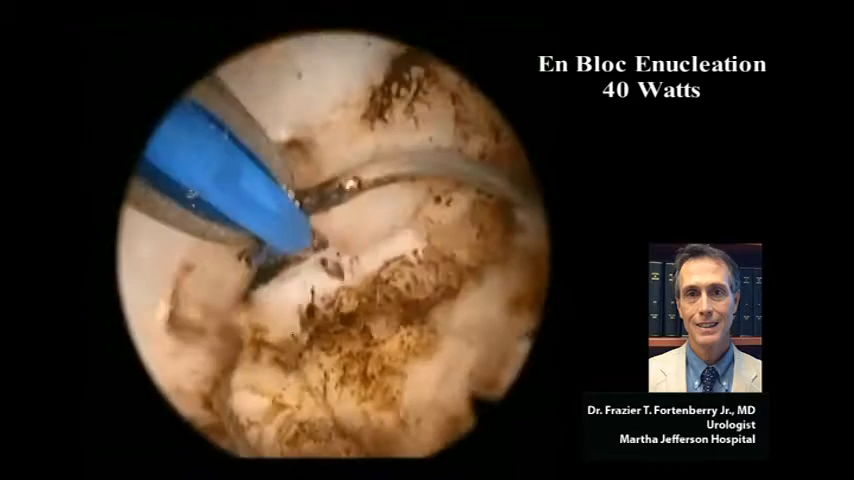 En Bloc Enucleation
40 Watts
Dr. Frazier T. Fortenberry Jr., MD
Urologist
Martha Jefferson Hospital